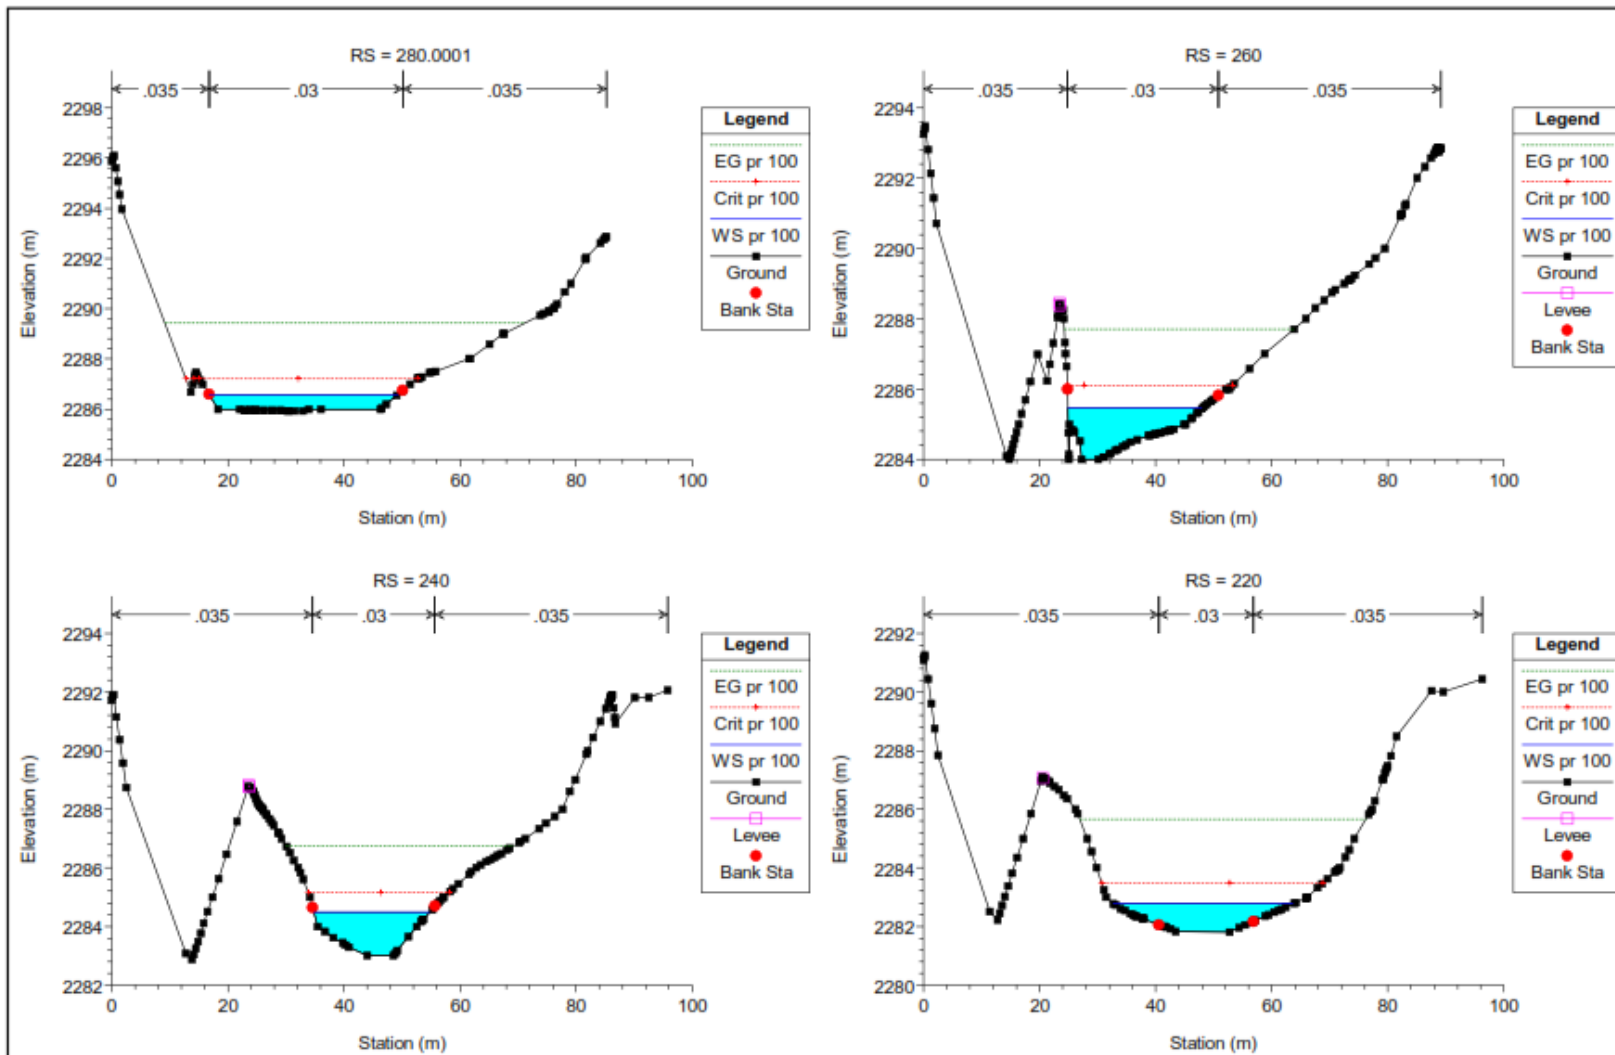 RS = 280.0001
.035 .03 .035
2298
2296
2294
2292
2290
2288
2286
2284
0 20 40 60 80 100
Elevation (m)
Station (m)
Legend
EG pr 100
Crit pr 100
WS pr 100
Ground
Bank Sta
RS = 260
.035 .03 .035
2294
2292
2290
2288
2286
2284
0 20 40 60 80 100
Elevation (m)
Station (m)
Legend
EG pr 100
Crit pr 100
WS pr 100
Ground
Levee
Bank Sta
RS = 240
.035 .03 .035
2294
2292
2290
2288
2286
2284
2282
0 20 40 60 80 100
Elevation (m)
Station (m)
Legend
EG pr 100
Crit pr 100
WS pr 100
Ground
Levee
Bank Sta
RS = 220
.035 .03 .035
2292
2290
2288
2286
2284
2282
2280
0 20 40 60 80 100
Elevation (m)
Station (m)
Legend
EG pr 100
Crit pr 100
WS pr 100
Ground
Levee
Bank Sta